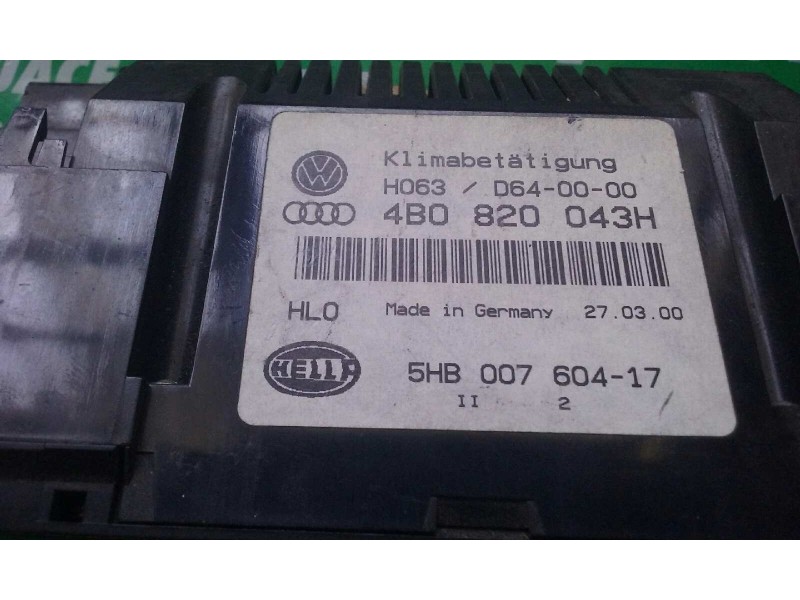 UACE
Klimabetätigung
H063 / D64-00-00
4B0 820 043H
HLO Made in Germany 27.03.00
HELLA 5HB 007 604-17
II 2